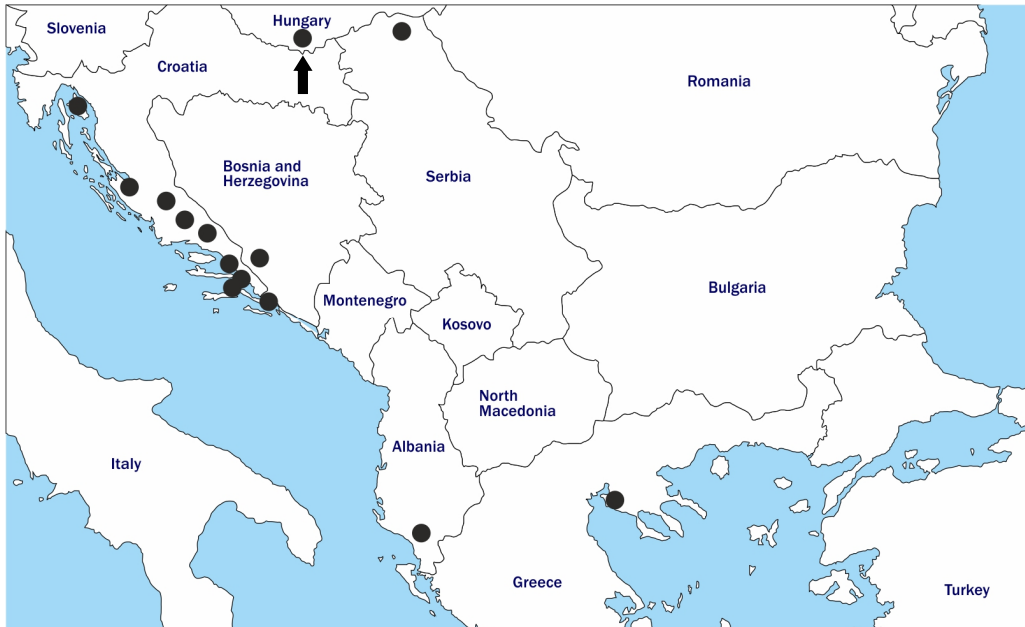 Hungary
Slovenia
Croatia
Romania
Bosnia and
Herzegovina
Serbia
Bulgaria
Montenegro
Kosovo
North
Macedonia
Albania
Italy
Greece
Turkey